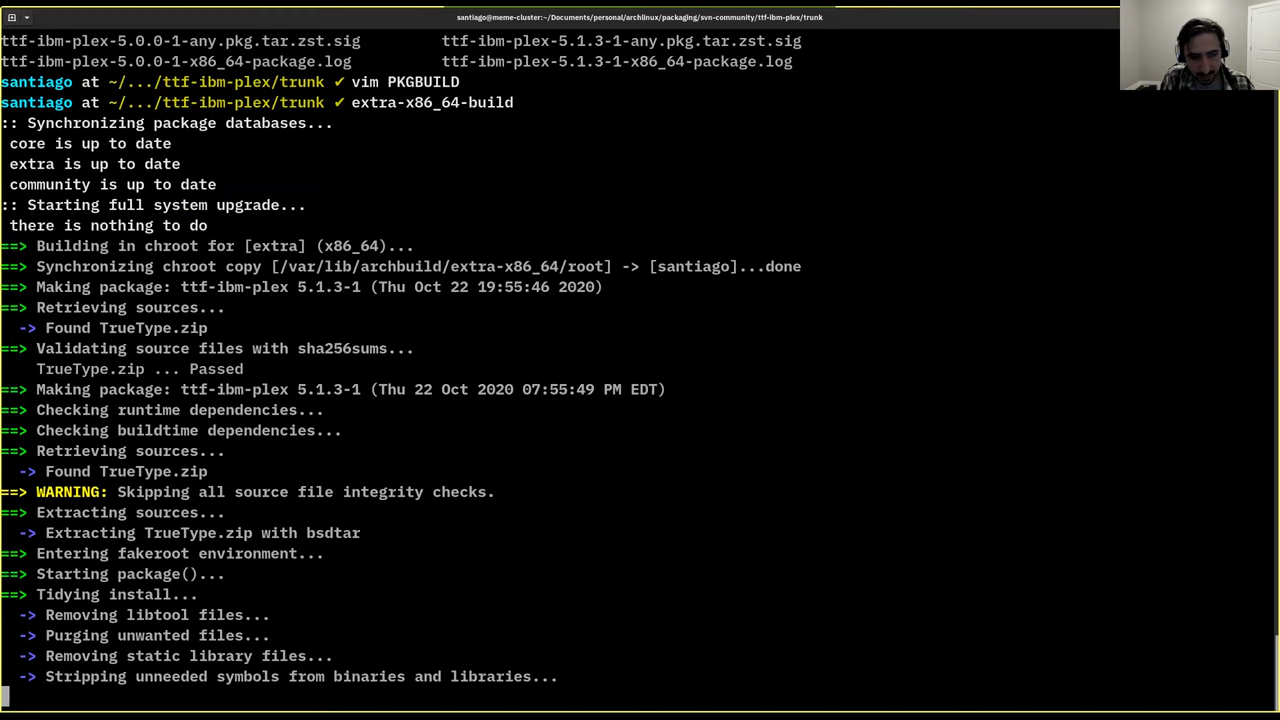 santiago@meme-cluster:~/Documents/personal/archlinux/packaging/svn-community/ttf-ibm-plex/trunk
ttf-ibm-plex-5.0.0-1-any.pkg.tar.zst.sig ttf-ibm-plex-5.1.3-1-any.pkg.tar.zst.sig
ttf-ibm-plex-5.0.0-1-x86_64-package.log ttf-ibm-plex-5.1.3-1-x86_64-package.log
santiago at ~/.../ttf-ibm-plex/trunk ✔ vim PKGBUILD
santiago at ~/.../ttf-ibm-plex/trunk ✔ extra-x86_64-build
:: Synchronizing package databases...
core is up to date
extra is up to date
community is up to date
:: Starting full system upgrade...
there is nothing to do
==> Building in chroot for [extra] (x86_64)...
==> Synchronizing chroot copy [/var/lib/archbuild/extra-x86_64/root] -> [santiago]...done
==> Making package: ttf-ibm-plex 5.1.3-1 (Thu Oct 22 19:55:46 2020)
==> Retrieving sources...
-> Found TrueType.zip
==> Validating source files with sha256sums...
TrueType.zip ... Passed
==> Making package: ttf-ibm-plex 5.1.3-1 (Thu 22 Oct 2020 07:55:49 PM EDT)
==> Checking runtime dependencies...
==> Checking buildtime dependencies...
==> Retrieving sources...
-> Found TrueType.zip
==> WARNING: Skipping all source file integrity checks.
==> Extracting sources...
-> Extracting TrueType.zip with bsdtar
==> Entering fakeroot environment...
==> Starting package()...
==> Tidying install...
-> Removing libtool files...
-> Purging unwanted files...
-> Removing static library files...
-> Stripping unneeded symbols from binaries and libraries...